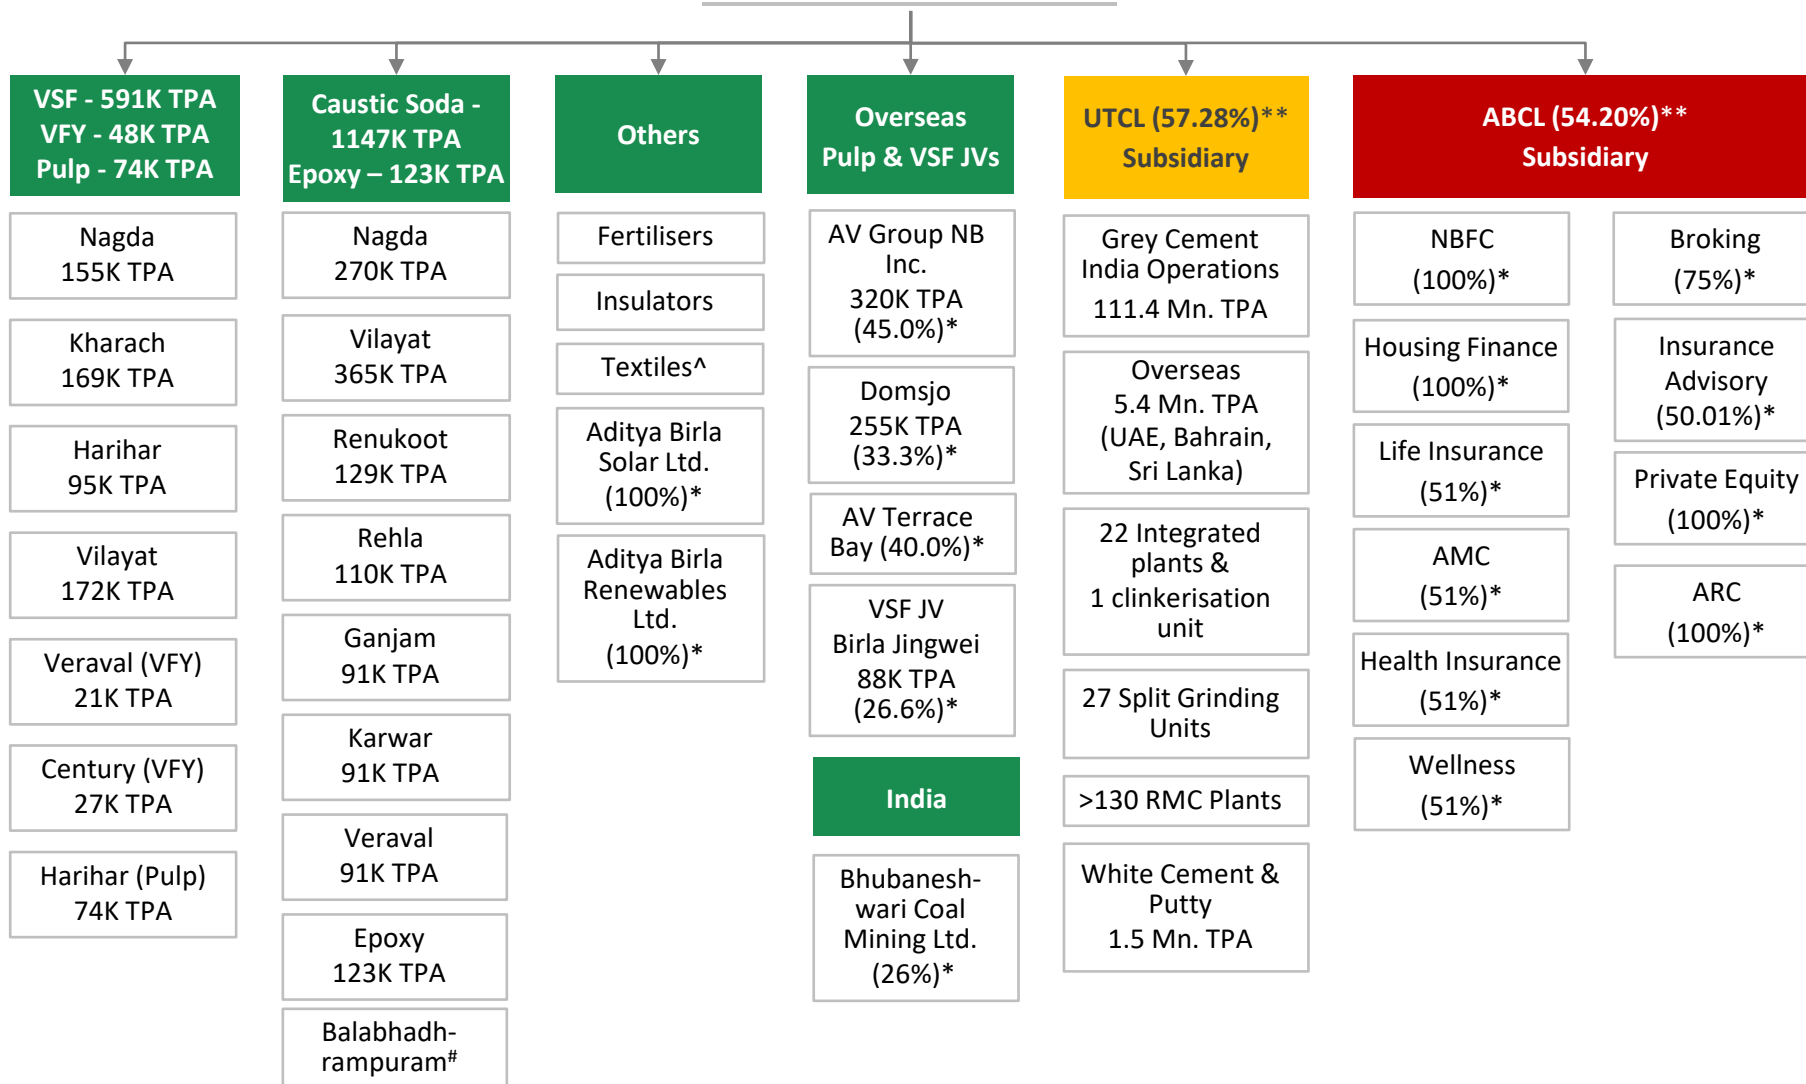 VSF - 591K TPA
VFY - 48K TPA
Pulp - 74K TPA
Nagda
155K TPA
Kharach
169K TPA
Harihar
95K TPA
Vilayat
172K TPA
Veraval (VFY)
21K TPA
Century (VFY)
27K TPA
Harihar (Pulp)
74K TPA
Caustic Soda -
1147K TPA
Epoxy – 123K TPA
Nagda
270K TPA
Vilayat
365K TPA
Renukoot
129K TPA
Rehla
110K TPA
Ganjam
91K TPA
Karwar
91K TPA
Veraval
91K TPA
Epoxy
123K TPA
Balabhadh-
rampuram#
Others
Fertilisers
Insulators
Textiles^
Aditya Birla
Solar Ltd.
(100%)*
Aditya Birla
Renewables
Ltd.
(100%)*
Overseas
Pulp & VSF JVs
AV Group NB
Inc.
320K TPA
(45.0%)*
Domsjo
255K TPA
(33.3%)*
AV Terrace
Bay (40.0%)*
VSF JV
Birla Jingwei
88K TPA
(26.6%)*
India
Bhubanesh-
wari Coal
Mining Ltd.
(26%)*
UTCL (57.28%)**
Subsidiary
Grey Cement
India Operations
111.4 Mn. TPA
Overseas
5.4 Mn. TPA
(UAE, Bahrain,
Sri Lanka)
22 Integrated
plants &
1 clinkerisation
unit
27 Split Grinding
Units
>130 RMC Plants
White Cement &
Putty
1.5 Mn. TPA
ABCL (54.20%)**
Subsidiary
NBFC
(100%)*
Housing Finance
(100%)*
Life Insurance
(51%)*
AMC
(51%)*
Health Insurance
(51%)*
Wellness
(51%)*
Broking
(75%)*
Insurance
Advisory
(50.01%)*
Private Equity
(100%)*
ARC
(100%)*